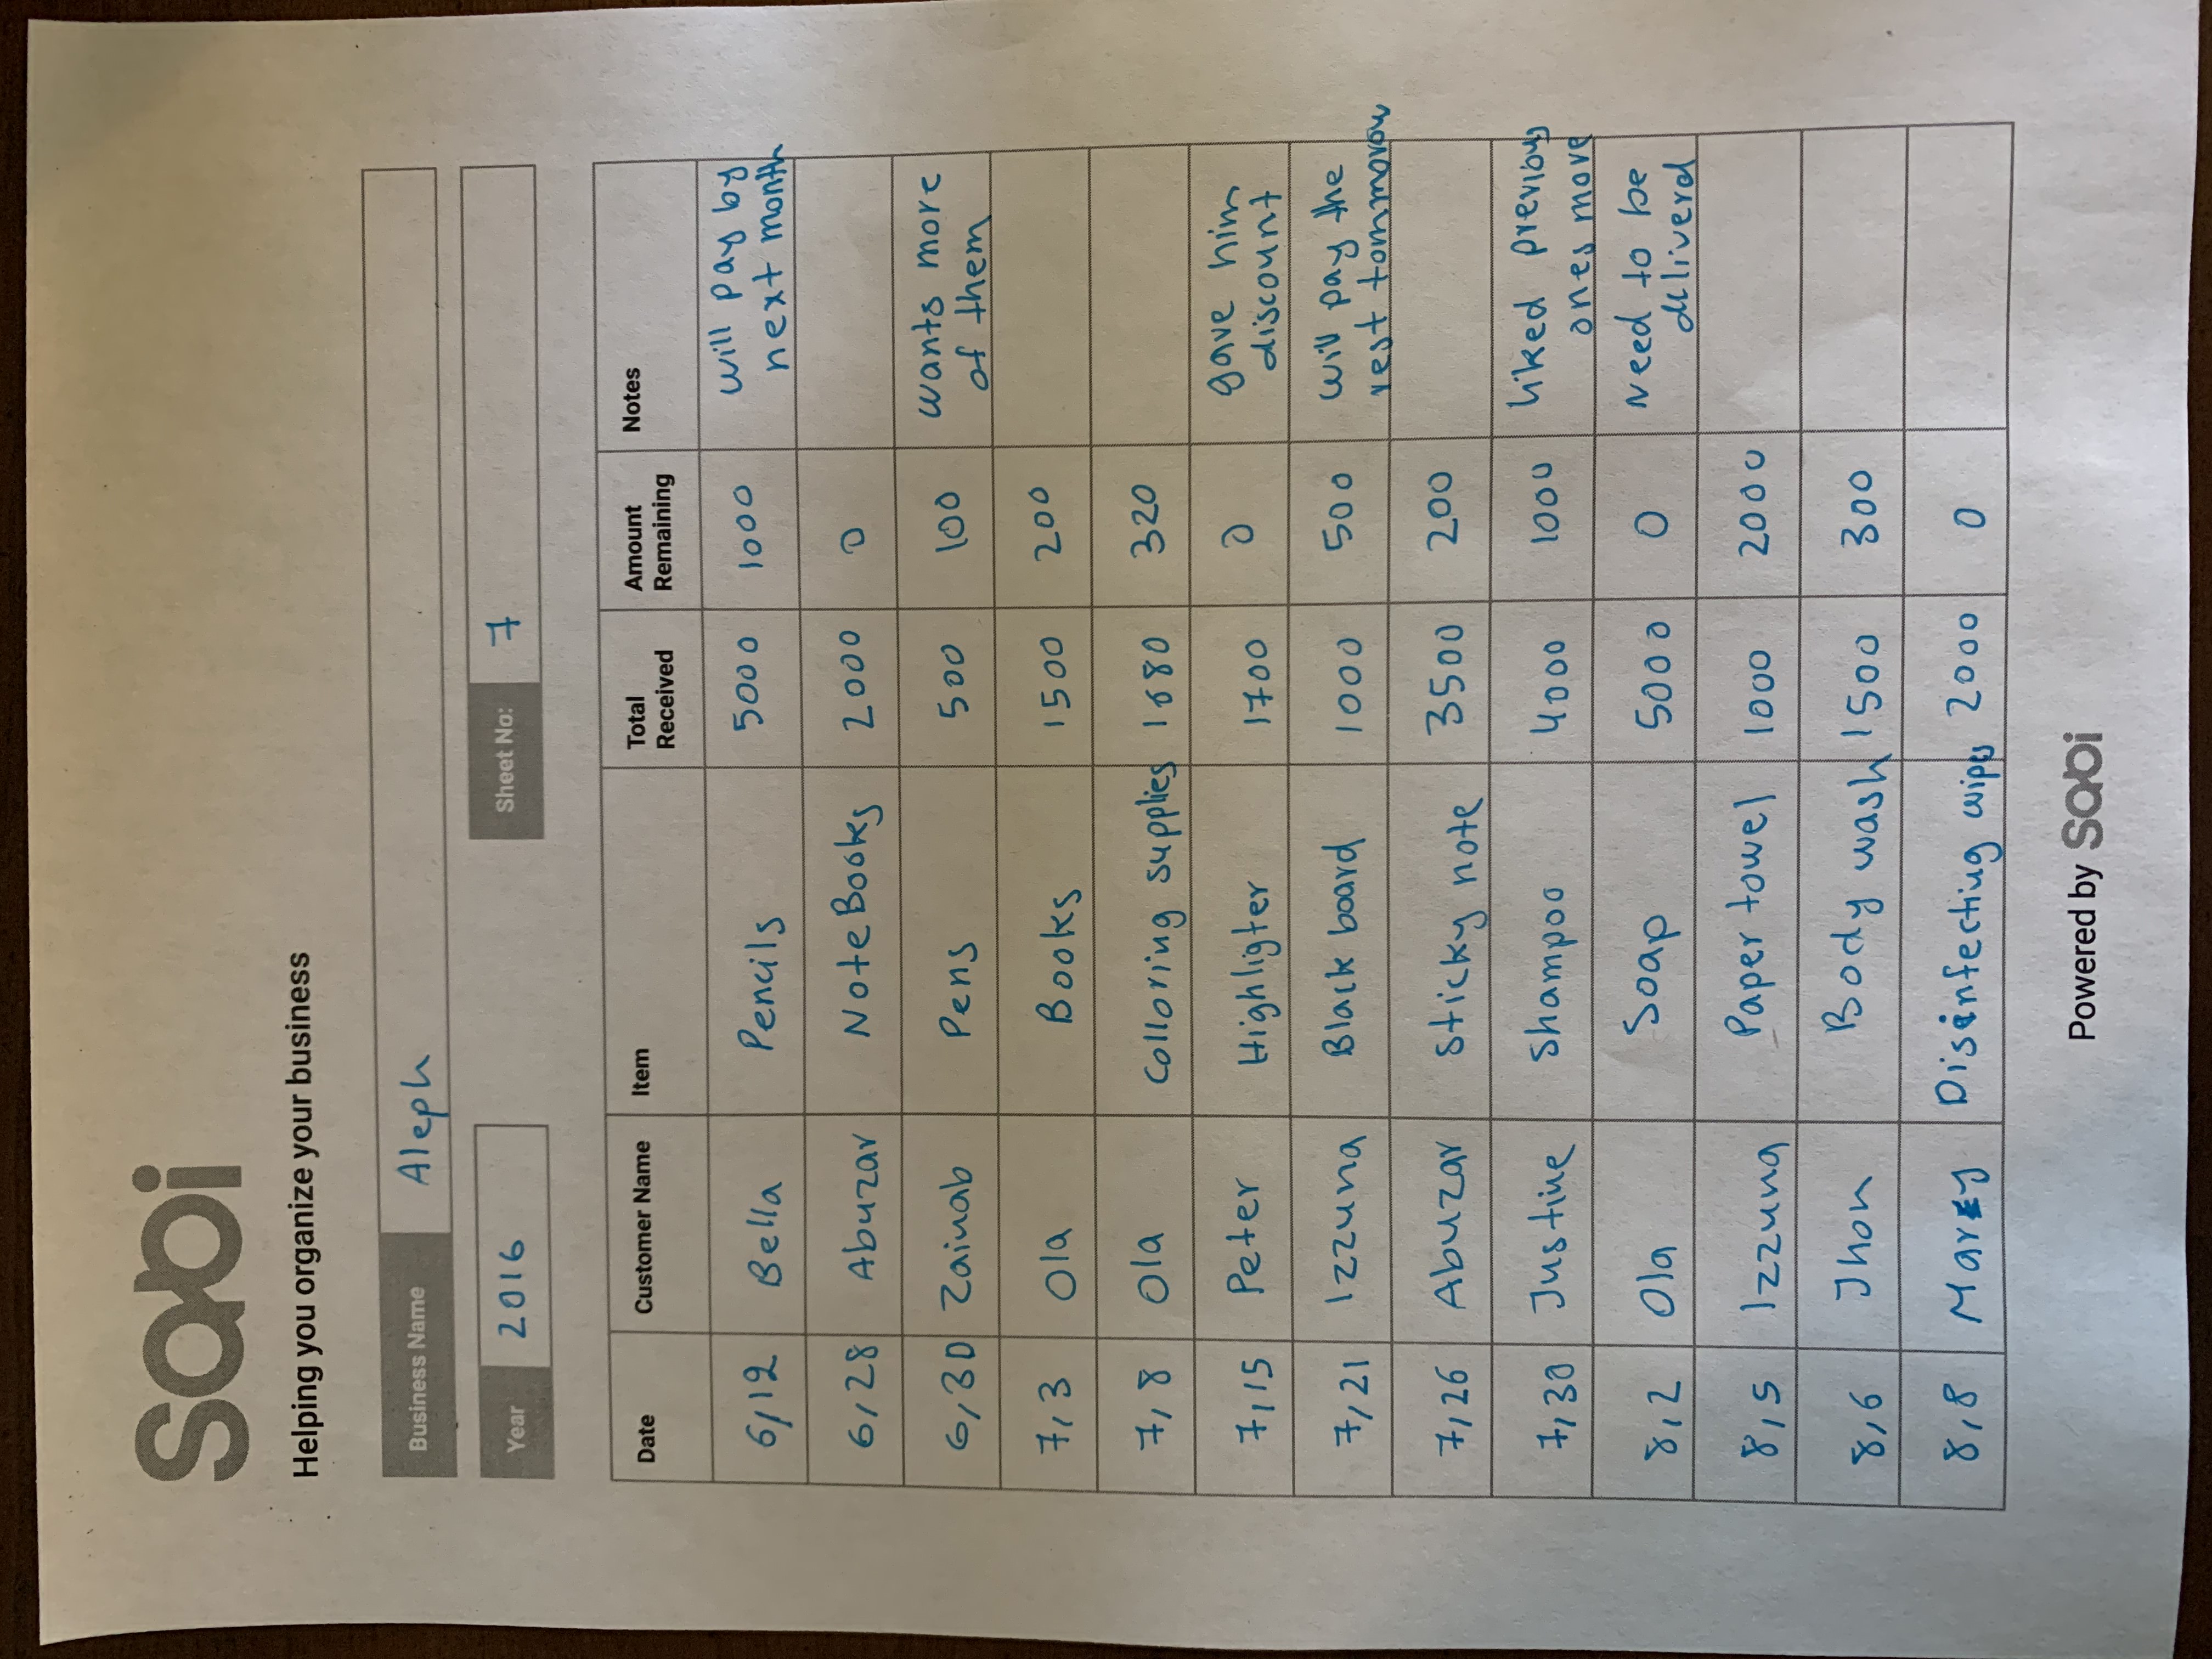 Sabi
Helping you organize your business
Business Name Aleph
Year 2016 Sheet No: 7
Date Customer Name Item Total Received Amount Remaining Notes
6/12 Bella Pencils 5000 1000 will pay by next month
6/28 Abuzar NoteBooks 2000 0
6/30 Zainab Pens 500 100 wants more of them
7/3 Ola Books 1500 200
7/8 Ola Colloring supplies 1680 320
7/15 Peter Highligter 1700 0 gave him discount
7/21 Izzuna Black board 1000 500 will pay the rest tommorow
7/26 Abuzar Sticky note 3500 200
7/30 Justine Shampoo 4000 1000 liked previous ones more
8/2 Ola Soap 5000 0 Need to be deliverd
8/5 Izzuna Paper towel 1000 2000
8/6 Jhon Body wash 1500 300
8/8 Disinfecting wipes 2000 0
Powered by Sabi